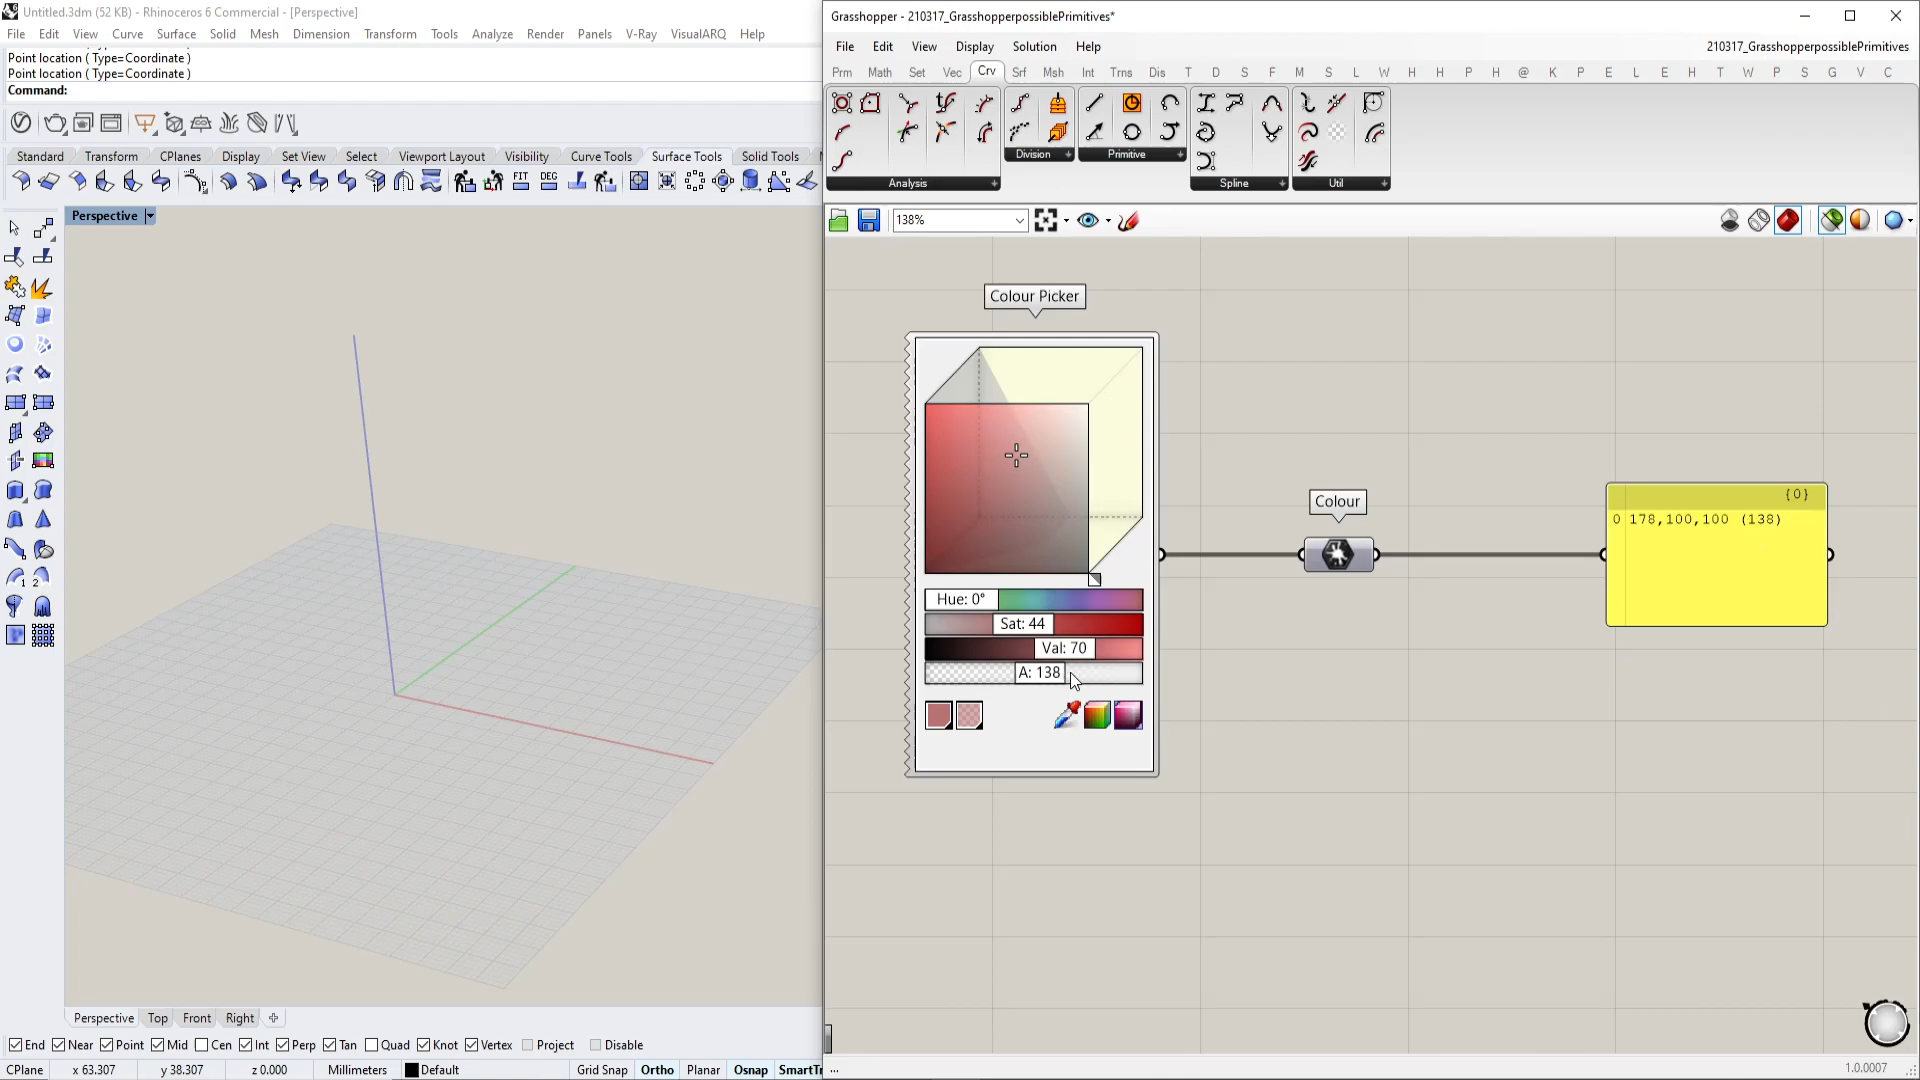 Untitled.3dm (52 KB) - Rhinoceros 6 Commercial - [Perspective]
File Edit View Curve Surface Solid Mesh Dimension Transform Tools Analyze Render Panels V-Ray VisualARQ Help
Point location ( Type=Coordinate )
Point location ( Type=Coordinate )
Command:
Standard Transform CPlanes Display Set View Select Viewport Layout Visibility Curve Tools Surface Tools Solid Tools
FIT DEG
Perspective
1 2
Perspective Top Front Right
End Near Point Mid Cen Int Perp Tan Quad Knot Vertex Project Disable
CPlane x 63.307 y 38.307 z 0.000 Millimeters Default Grid Snap Ortho Planar Osnap SmartTr
Grasshopper - 210317_GrasshopperpossiblePrimitives*
File Edit View Display Solution Help
210317_GrasshopperpossiblePrimitives
Prm Math Set Vec Crv Srf Msh Int Trns Dis T D S F M S L W H H P H @ K P E L E H T W P S G V C
Analysis Division Primitive Spline Util
138%
Colour Picker
Hue: 0°
Sat: 44
Val: 70
A: 138
Colour
{0}
0 178,100,100 (138)
...
1.0.0007